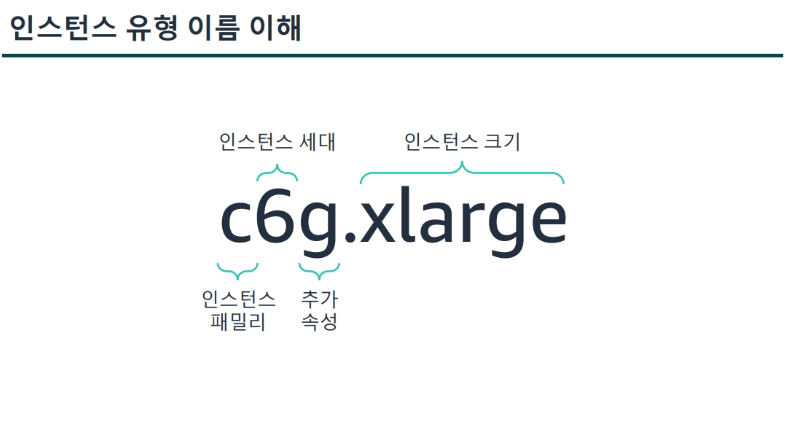 인스턴스 유형 이름 이해
인스턴스 세대
인스턴스 크기
c6g.xlarge
인스턴스
패밀리
추가
속성